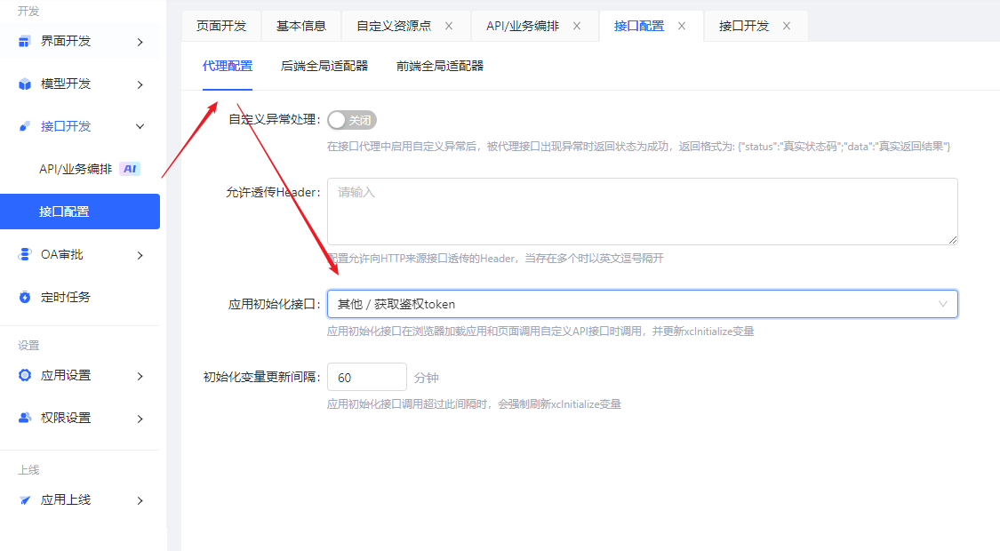 开发
界面开发
模型开发
接口开发
API/业务编排 AI
接口配置
OA审批
定时任务
设置
应用设置
权限设置
上线
应用上线
页面开发 基本信息 自定义资源点 API/业务编排 接口配置 接口开发
代理配置 后端全局适配器 前端全局适配器
自定义异常处理: 关闭
在接口代理中启用自定义异常后，被代理接口出现异常时返回状态为成功，返回格式为: {"status":"真实状态码";"data":"真实返回结果"}
允许透传Header: 请输入
配置允许向HTTP来源接口透传的Header，当存在多个时以英文逗号隔开
应用初始化接口: 其他 / 获取鉴权token
应用初始化接口在浏览器加载应用和页面调用自定义API接口时调用，并更新xcInitialize变量
初始化变量更新间隔: 60 分钟
应用初始化接口调用超过此间隔时，会强制刷新xcInitialize变量